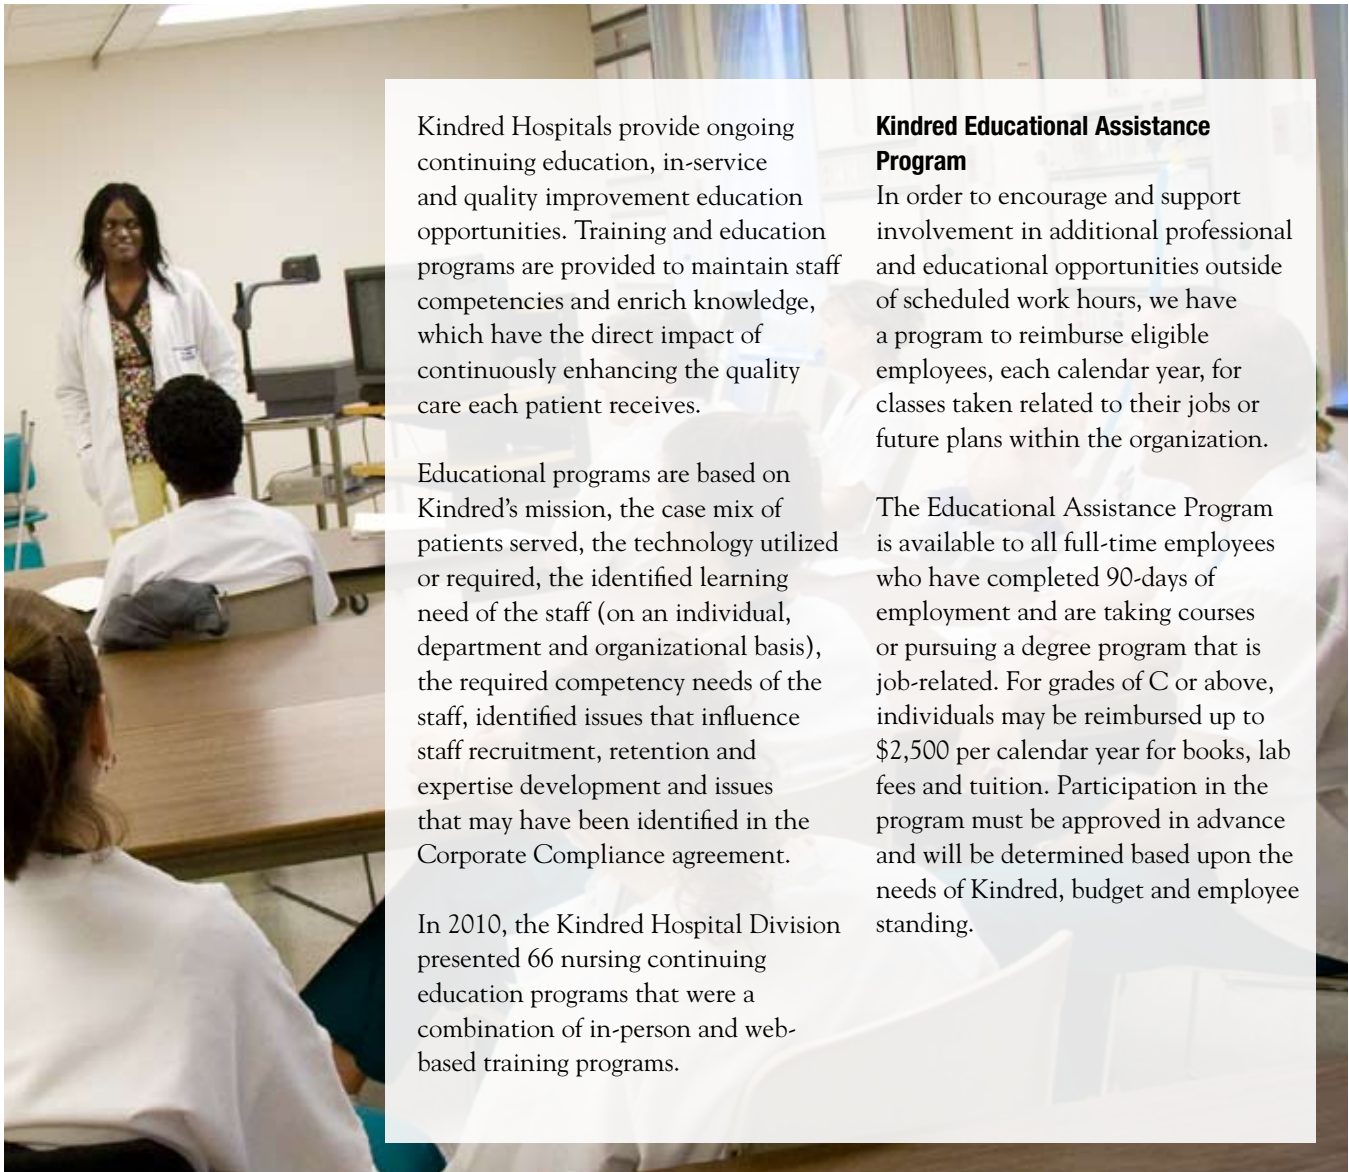 Kindred Hospitals provide ongoing
continuing education, in-service
and quality improvement education
opportunities. Training and education
programs are provided to maintain staff
competencies and enrich knowledge,
which have the direct impact of
continuously enhancing the quality
care each patient receives.
Educational programs are based on
Kindred's mission, the case mix of
patients served, the technology utilized
or required, the identified learning
need of the staff (on an individual,
department and organizational basis),
the required competency needs of the
staff, identified issues that influence
staff recruitment, retention and
expertise development and issues
that may have been identified in the
Corporate Compliance agreement.
In 2010, the Kindred Hospital Division
presented 66 nursing continuing
education programs that were a
combination of in-person and web-
based training programs.
Kindred Educational Assistance
Program
In order to encourage and support
involvement in additional professional
and educational opportunities outside
of scheduled work hours, we have
a program to reimburse eligible
employees, each calendar year, for
classes taken related to their jobs or
future plans within the organization.
The Educational Assistance Program
is available to all full-time employees
who have completed 90-days of
employment and are taking courses
or pursuing a degree program that is
job-related. For grades of C or above,
individuals may be reimbursed up to
$2,500 per calendar year for books, lab
fees and tuition. Participation in the
program must be approved in advance
and will be determined based upon the
needs of Kindred, budget and employee
standing.